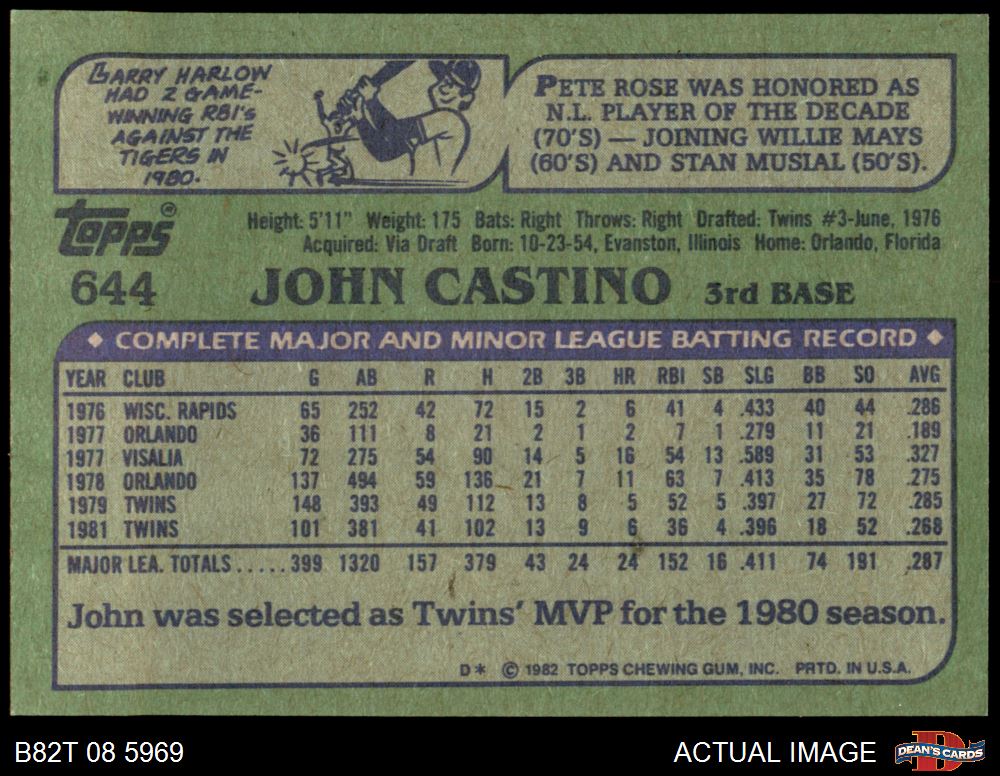 LARRY HARLOW
HAD 2 GAME-
WINNING RBI'S
AGAINST THE
TIGERS IN
1980.
PETE ROSE WAS HONORED AS
N.L. PLAYER OF THE DECADE
(70'S) — JOINING WILLIE MAYS
(60'S) AND STAN MUSIAL (50'S).
Topps®
644
Height: 5'11" Weight: 175 Bats: Right Throws: Right Drafted: Twins #3-June, 1976
Acquired: Via Draft Born: 10-23-54, Evanston, Illinois Home: Orlando, Florida
JOHN CASTINO 3rd BASE
◆ COMPLETE MAJOR AND MINOR LEAGUE BATTING RECORD ◆
YEAR CLUB G AB R H 2B 3B HR RBI SB SLG BB SO AVG
1976 WISC. RAPIDS 65 252 42 72 15 2 6 41 4 .433 40 44 .286
1977 ORLANDO 36 111 8 21 2 1 2 7 1 .279 11 21 .189
1977 VISALIA 72 275 54 90 14 5 16 54 13 .589 31 53 .327
1978 ORLANDO 137 494 59 136 21 7 11 63 7 .413 35 78 .275
1979 TWINS 148 393 49 112 13 8 5 52 5 .397 27 72 .285
1981 TWINS 101 381 41 102 13 9 6 36 4 .396 18 52 .268
MAJOR LEA. TOTALS.....399 1320 157 379 43 24 24 152 16 .411 74 191 .287
John was selected as Twins' MVP for the 1980 season.
D* © 1982 TOPPS CHEWING GUM, INC. PRTD. IN U.S.A.
B82T 08 5969
ACTUAL IMAGE
DEAN'S CARDS